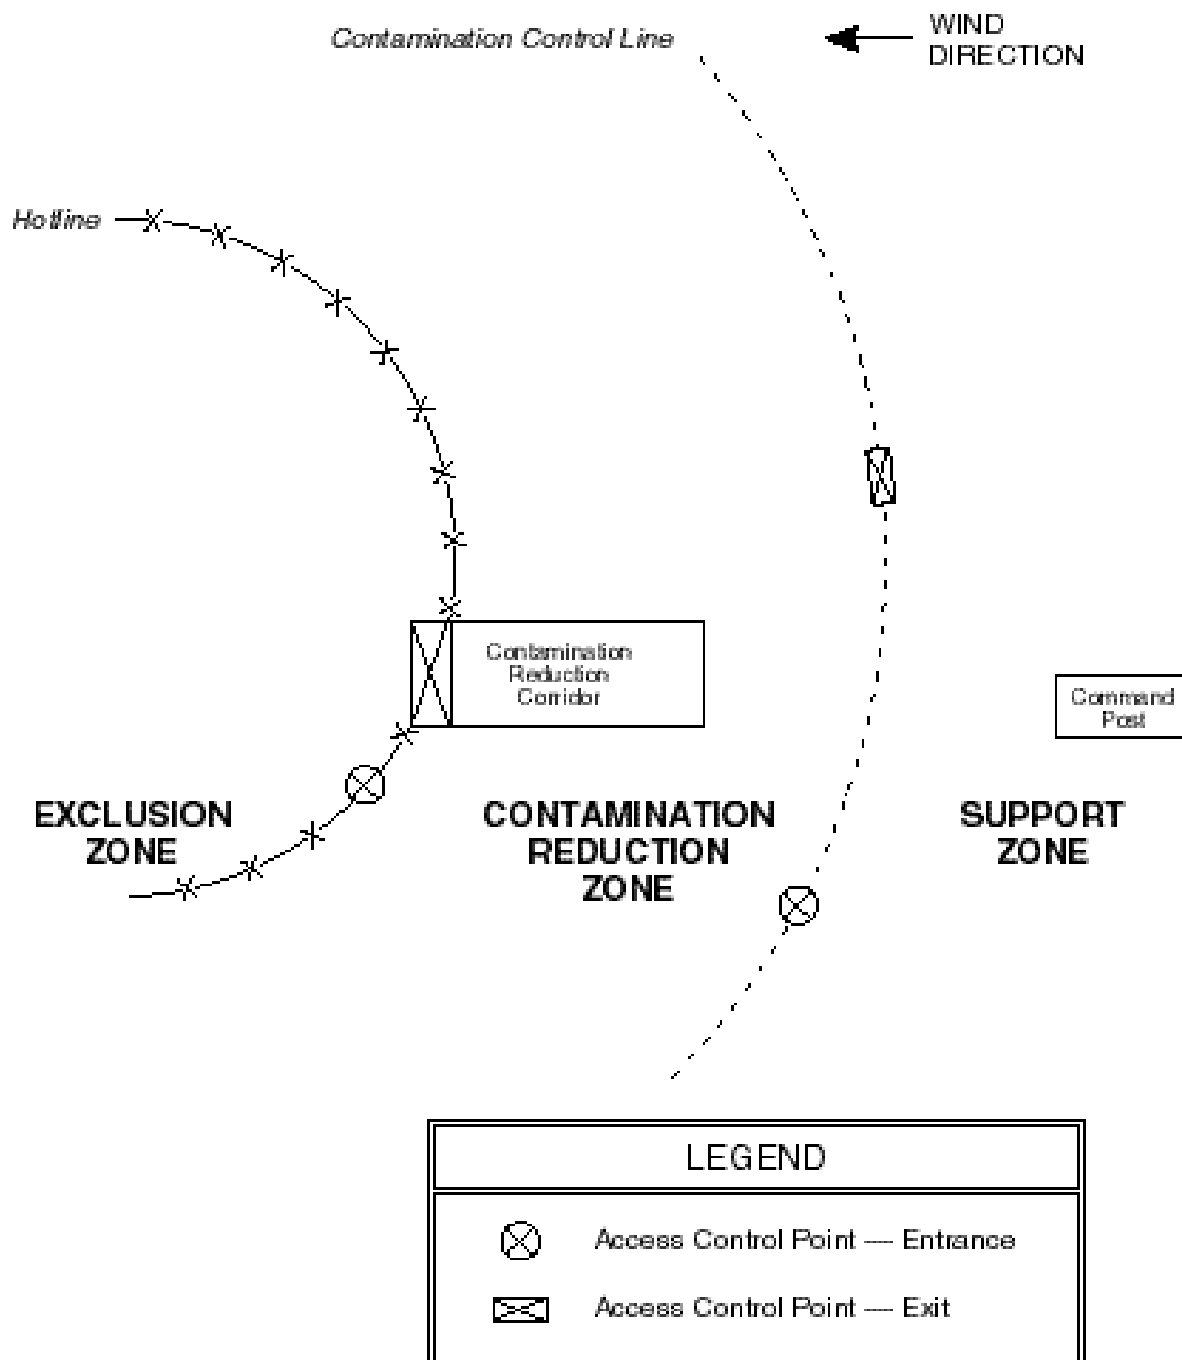 Contamination Control Line
WIND
DIRECTION
Hotline
Contamination
Reduction
Corridor
Command
Post
EXCLUSION
ZONE
CONTAMINATION
REDUCTION
ZONE
SUPPORT
ZONE
LEGEND
Access Control Point — Entrance
Access Control Point — Exit